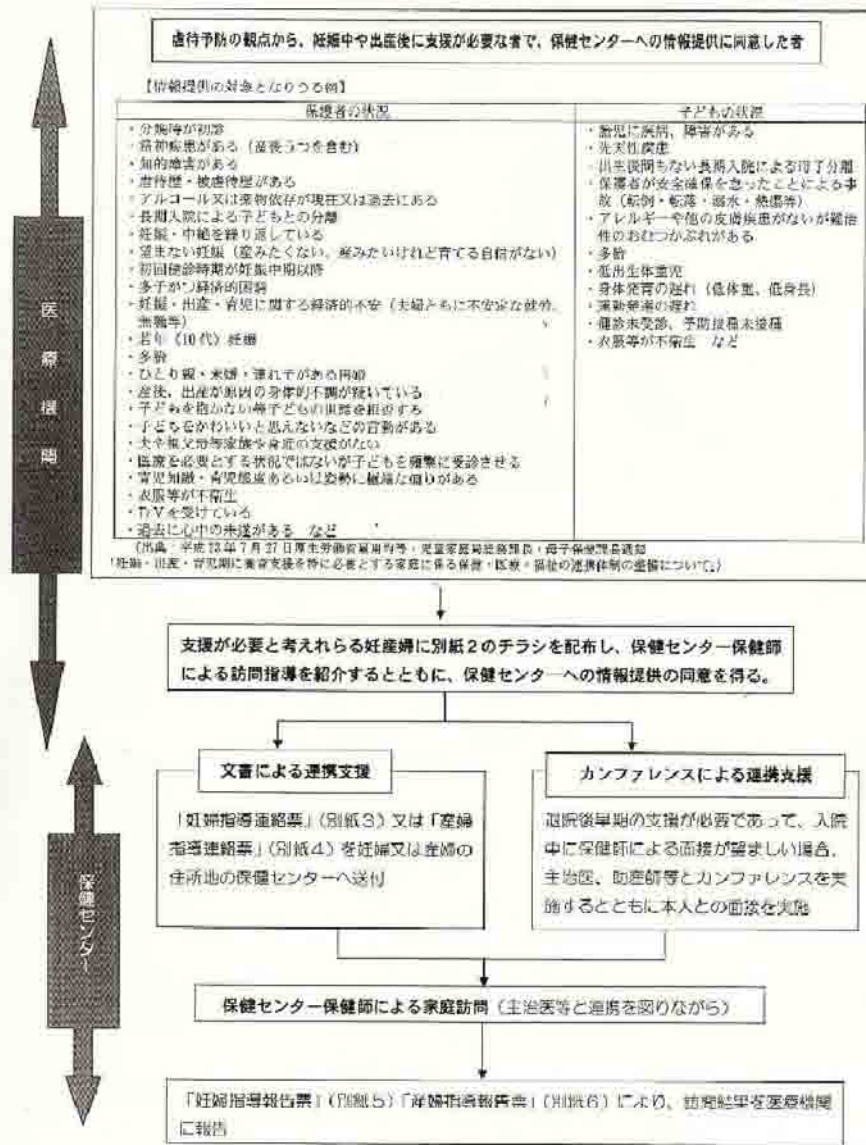 虐待予防の観点から、妊娠中や出産後に支援が必要な者で、保健センターへの情報提供に同意した者
【情報提供の対象となりうる例】
保護者の状況
・分娩時が初診
・精神疾患がある（産後うつを含む）
・知的障害がある
・虐待歴・被虐待歴がある
・アルコール又は薬物依存が現在又は過去にある
・長期入院による子どもとの分離
・妊娠・中絶を繰り返している
・望まない妊娠（産みたくない、産みたいけれど育てる自信がない）
・初回健診時期が妊娠中期以降
・多子かつ経済的困窮
・妊娠・出産・育児に関する経済的不安（夫婦ともに不安定な就労、
無職等）
・若年（10代）妊娠
・多胎
・ひとり親・未婚・連れ子がある再婚
・産後、出産が原因の身体的不調が続いている
・子どもを抱かない等子どもの世話を拒否する
・子どもをかわいいと思えないなどの言動がある
・夫や祖父母等家族や身近の支援がない
・医療を必要とする状況ではないが子どもを頻繁に受診させる
・育児知識・育児態度あるいは姿勢に極端な偏りがある
・衣服等が不衛生
・DVを受けている
・過去に心中の未遂がある　など
子どもの状況
・胎児に疾病、障害がある
・先天性疾患
・出生後間もない長期入院による母子分離
・保護者が安全確保を怠ったことによる事
故（転倒・転落・溺水・熱傷等）
・アレルギーや他の皮膚疾患がないが難治
性のおむつかぶれがある
・多胎
・低出生体重児
・身体発育の遅れ（低体重、低身長）
・運動発達の遅れ
・健診未受診、予防接種未接種
・衣服等が不衛生　など
（出典：平成23年7月27日厚生労働省雇用均等・児童家庭局総務課長・母子保健課長通知
「妊娠・出産・育児期に養育支援を特に必要とする家庭に係る保健・医療・福祉の連携体制の整備について」）
医療機関
支援が必要と考えれらる妊産婦に別紙２のチラシを配布し、保健センター保健師
による訪問指導を紹介するとともに、保健センターへの情報提供の同意を得る。
文書による連携支援
「妊婦指導連絡票」（別紙３）又は「産婦
指導連絡票」（別紙４）を妊婦又は産婦の
住所地の保健センターへ送付
カンファレンスによる連携支援
退院後早期の支援が必要であって、入院
中に保健師による面接が望ましい場合、
主治医、助産師等とカンファレンスを実
施するとともに本人との面接を実施
保健センター
保健センター保健師による家庭訪問（主治医等と連携を図りながら）
「妊婦指導報告票」（別紙５）「産婦指導報告票」（別紙６）により、訪問結果を医療機関
に報告